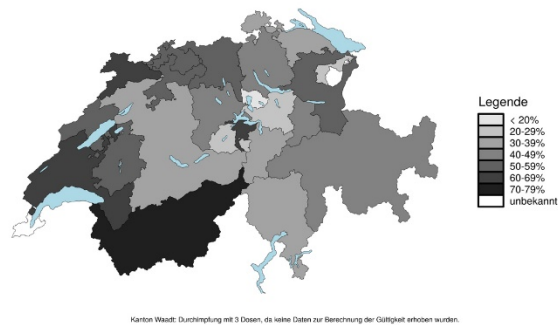 Legende
< 20%
20-29%
30-39%
40-49%
50-59%
60-69%
70-79%
unbekannt
Kanton Waadt: Durchimpfung mit 3 Dosen, da keine Daten zur Berechnung der Gültigkeit erhoben wurden.